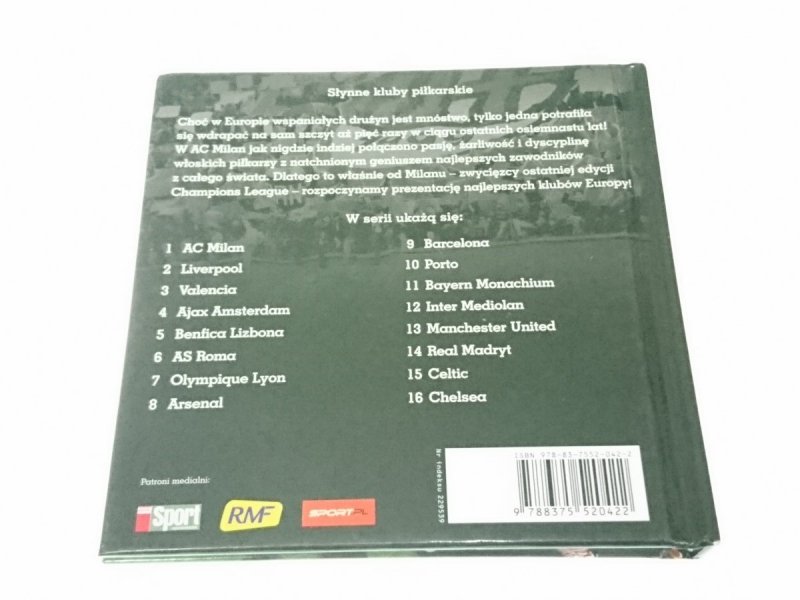 Słynne kluby piłkarskie
Choć w Europie wspaniałych drużyn jest mnóstwo, tylko jedna potrafiła
się wdrapać na sam szczyt aż pięć razy w ciągu ostatnich osiemnastu lat!
W AC Milan jak nigdzie indziej połączono pasję, żarliwość i dyscyplinę
włoskich piłkarzy z natchnionym geniuszem najlepszych zawodników
z całego świata. Dlatego to właśnie od Milanu – zwycięzcy ostatniej edycji
Champions League – rozpoczynamy prezentację najlepszych klubów Europy!
W serii ukażą się:
1 AC Milan
2 Liverpool
3 Valencia
4 Ajax Amsterdam
5 Benfica Lizbona
6 AS Roma
7 Olympique Lyon
8 Arsenal
9 Barcelona
10 Porto
11 Bayern Monachium
12 Inter Mediolan
13 Manchester United
14 Real Madryt
15 Celtic
16 Chelsea
Patroni medialni:
Sport
RMF
SPORT.PL
Nr indeksu 229539
ISBN 978-83-7552-042-2
9 788375 520422